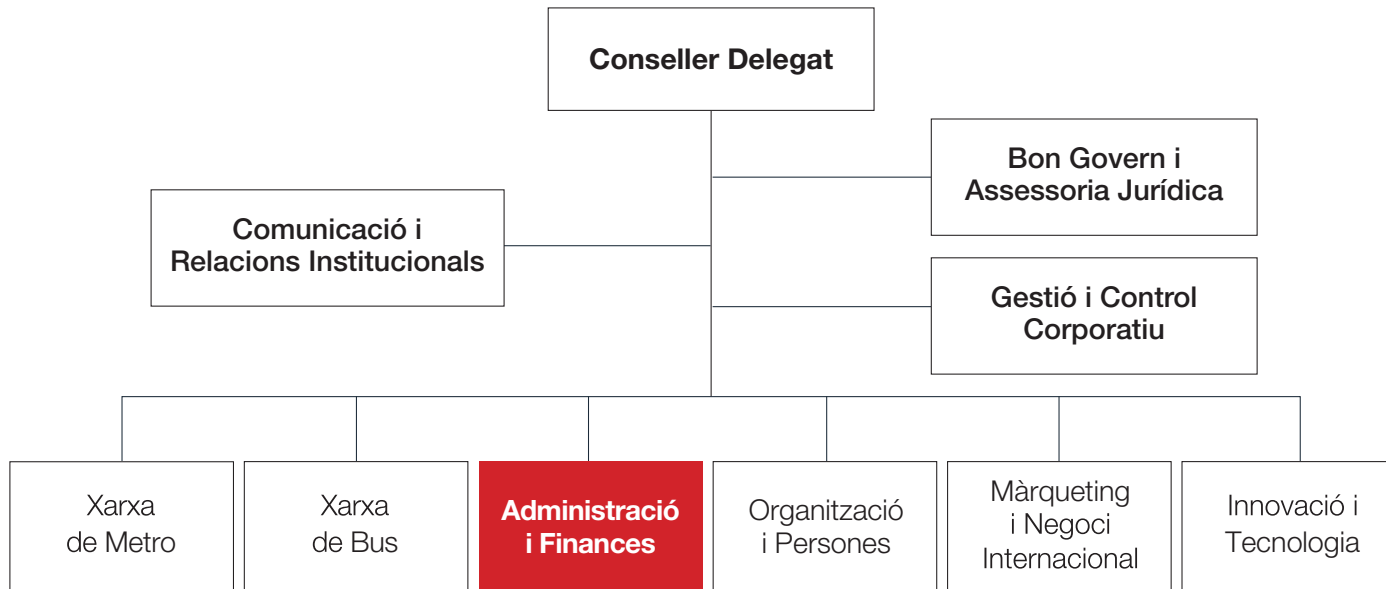 Conseller Delegat
Bon Govern i
Assessoria Jurídica
Comunicació i
Relacions Institucionals
Gestió i Control
Corporatiu
Xarxa
de Metro
Xarxa
de Bus
Administració
i Finances
Organització
i Persones
Màrqueting
i Negoci
Internacional
Innovació i
Tecnologia